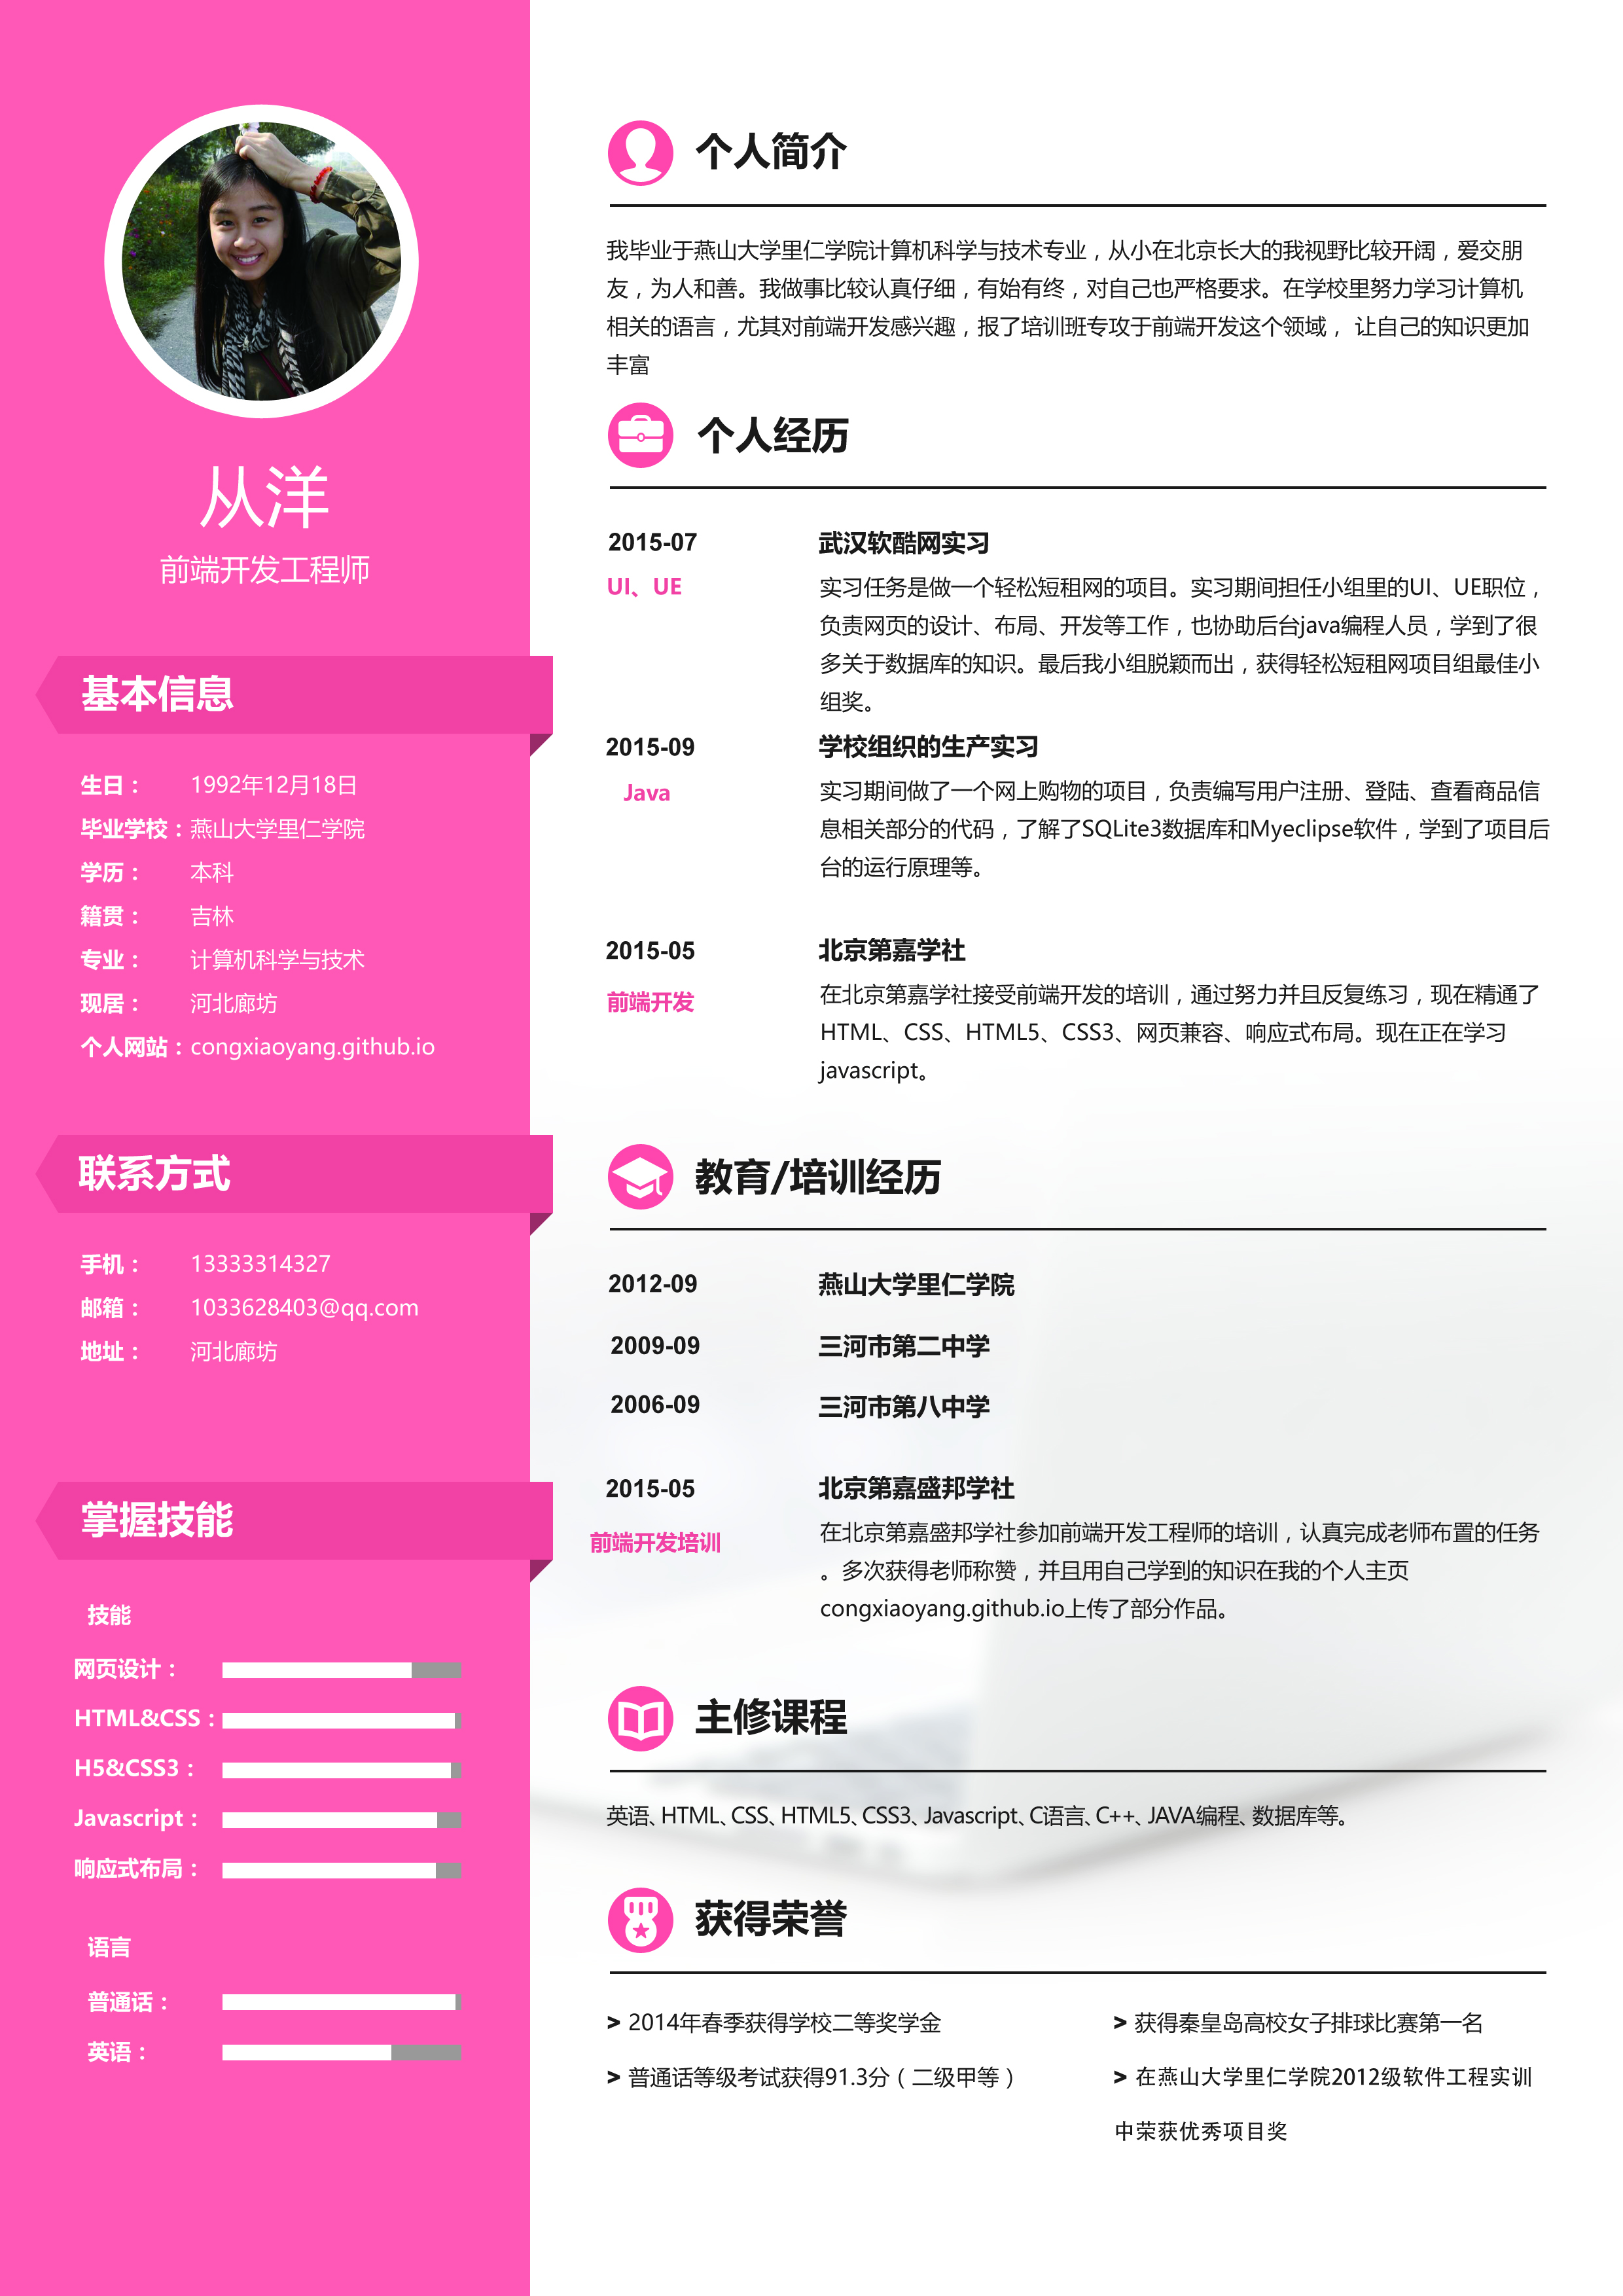 从洋
前端开发工程师
基本信息
生日： 1992年12月18日
毕业学校：燕山大学里仁学院
学历： 本科
籍贯： 吉林
专业： 计算机科学与技术
现居： 河北廊坊
个人网站：congxiaoyang.github.io
联系方式
手机： 13333314327
邮箱： 1033628403@qq.com
地址： 河北廊坊
掌握技能
技能
网页设计：
HTML&CSS：
H5&CSS3：
Javascript：
响应式布局：
语言
普通话：
英语：
个人简介
我毕业于燕山大学里仁学院计算机科学与技术专业，从小在北京长大的我视野比较开阔，爱交朋
友，为人和善。我做事比较认真仔细，有始有终，对自己也严格要求。在学校里努力学习计算机
相关的语言，尤其对前端开发感兴趣，报了培训班专攻于前端开发这个领域， 让自己的知识更加
丰富
个人经历
2015-07 武汉软酷网实习
UI、UE 实习任务是做一个轻松短租网的项目。实习期间担任小组里的UI、UE职位，
负责网页的设计、布局、开发等工作，也协助后台java编程人员，学到了很
多关于数据库的知识。最后我小组脱颖而出，获得轻松短租网项目组最佳小
组奖。
2015-09 学校组织的生产实习
Java 实习期间做了一个网上购物的项目，负责编写用户注册、登陆、查看商品信
息相关部分的代码，了解了SQLite3数据库和Myeclipse软件，学到了项目后
台的运行原理等。
2015-05 北京第嘉学社
前端开发 在北京第嘉学社接受前端开发的培训，通过努力并且反复练习，现在精通了
HTML、CSS、HTML5、CSS3、网页兼容、响应式布局。现在正在学习
javascript。
教育/培训经历
2012-09 燕山大学里仁学院
2009-09 三河市第二中学
2006-09 三河市第八中学
2015-05 北京第嘉盛邦学社
前端开发培训 在北京第嘉盛邦学社参加前端开发工程师的培训，认真完成老师布置的任务
。多次获得老师称赞，并且用自己学到的知识在我的个人主页
congxiaoyang.github.io上传了部分作品。
主修课程
英语、HTML、CSS、HTML5、CSS3、Javascript、C语言、C++、JAVA编程、数据库等。
获得荣誉
> 2014年春季获得学校二等奖学金
> 普通话等级考试获得91.3分（二级甲等）
> 获得秦皇岛高校女子排球比赛第一名
> 在燕山大学里仁学院2012级软件工程实训
中荣获优秀项目奖